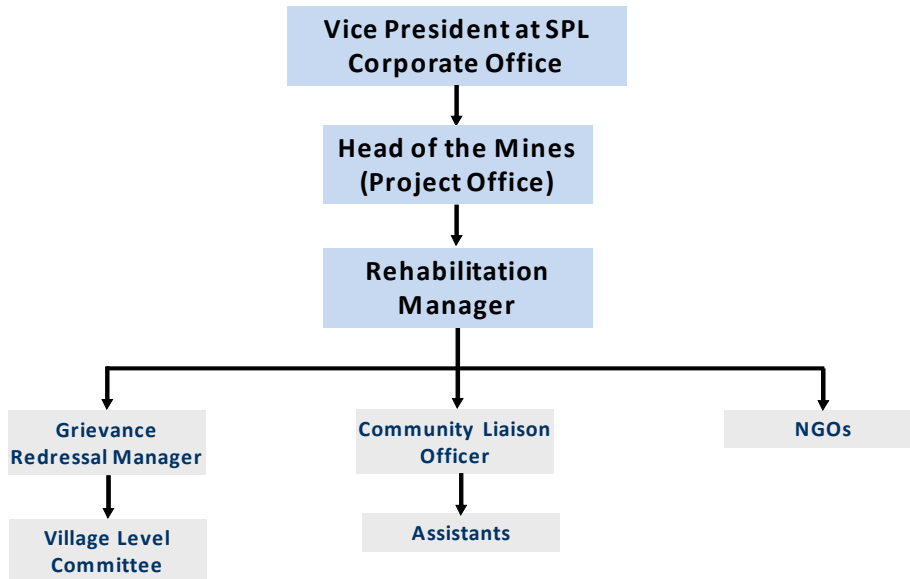 Vice President at SPL
Corporate Office
Head of the Mines
(Project Office)
Rehabilitation
Manager
Grievance
Redressal Manager
Community Liaison
Officer
NGOs
Village Level
Committee
Assistants